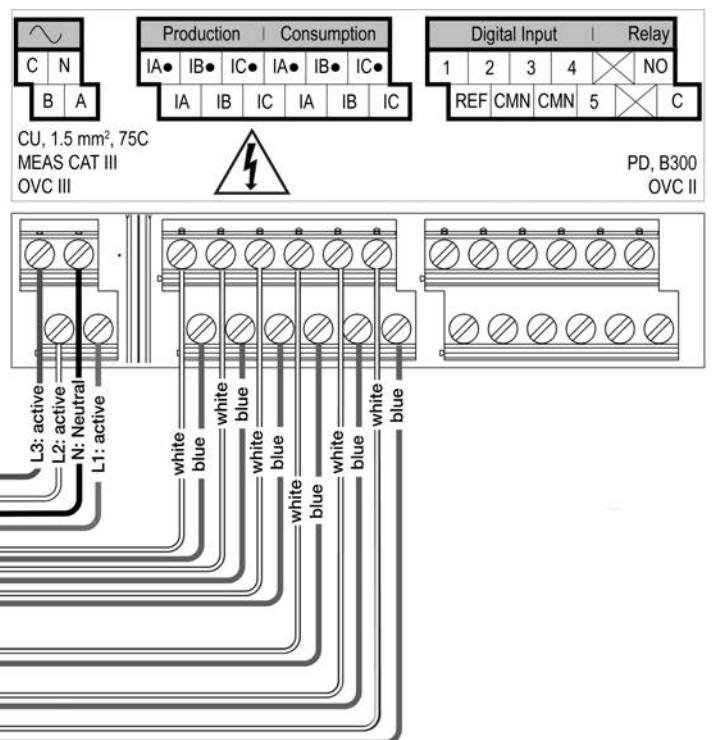 Production | Consumption
Digital Input | Relay
C N
IA● IB● IC● IA● IB● IC●
1 2 3 4 NO
B A
IA IB IC IA IB IC
REF CMN CMN 5 C
CU, 1.5 mm², 75C
MEAS CAT III
OVC III
PD, B300
OVC II
L3: active
L2: active
N: Neutral
L1: active
white
blue
white
blue
white
blue
white
blue
white
blue
white
blue